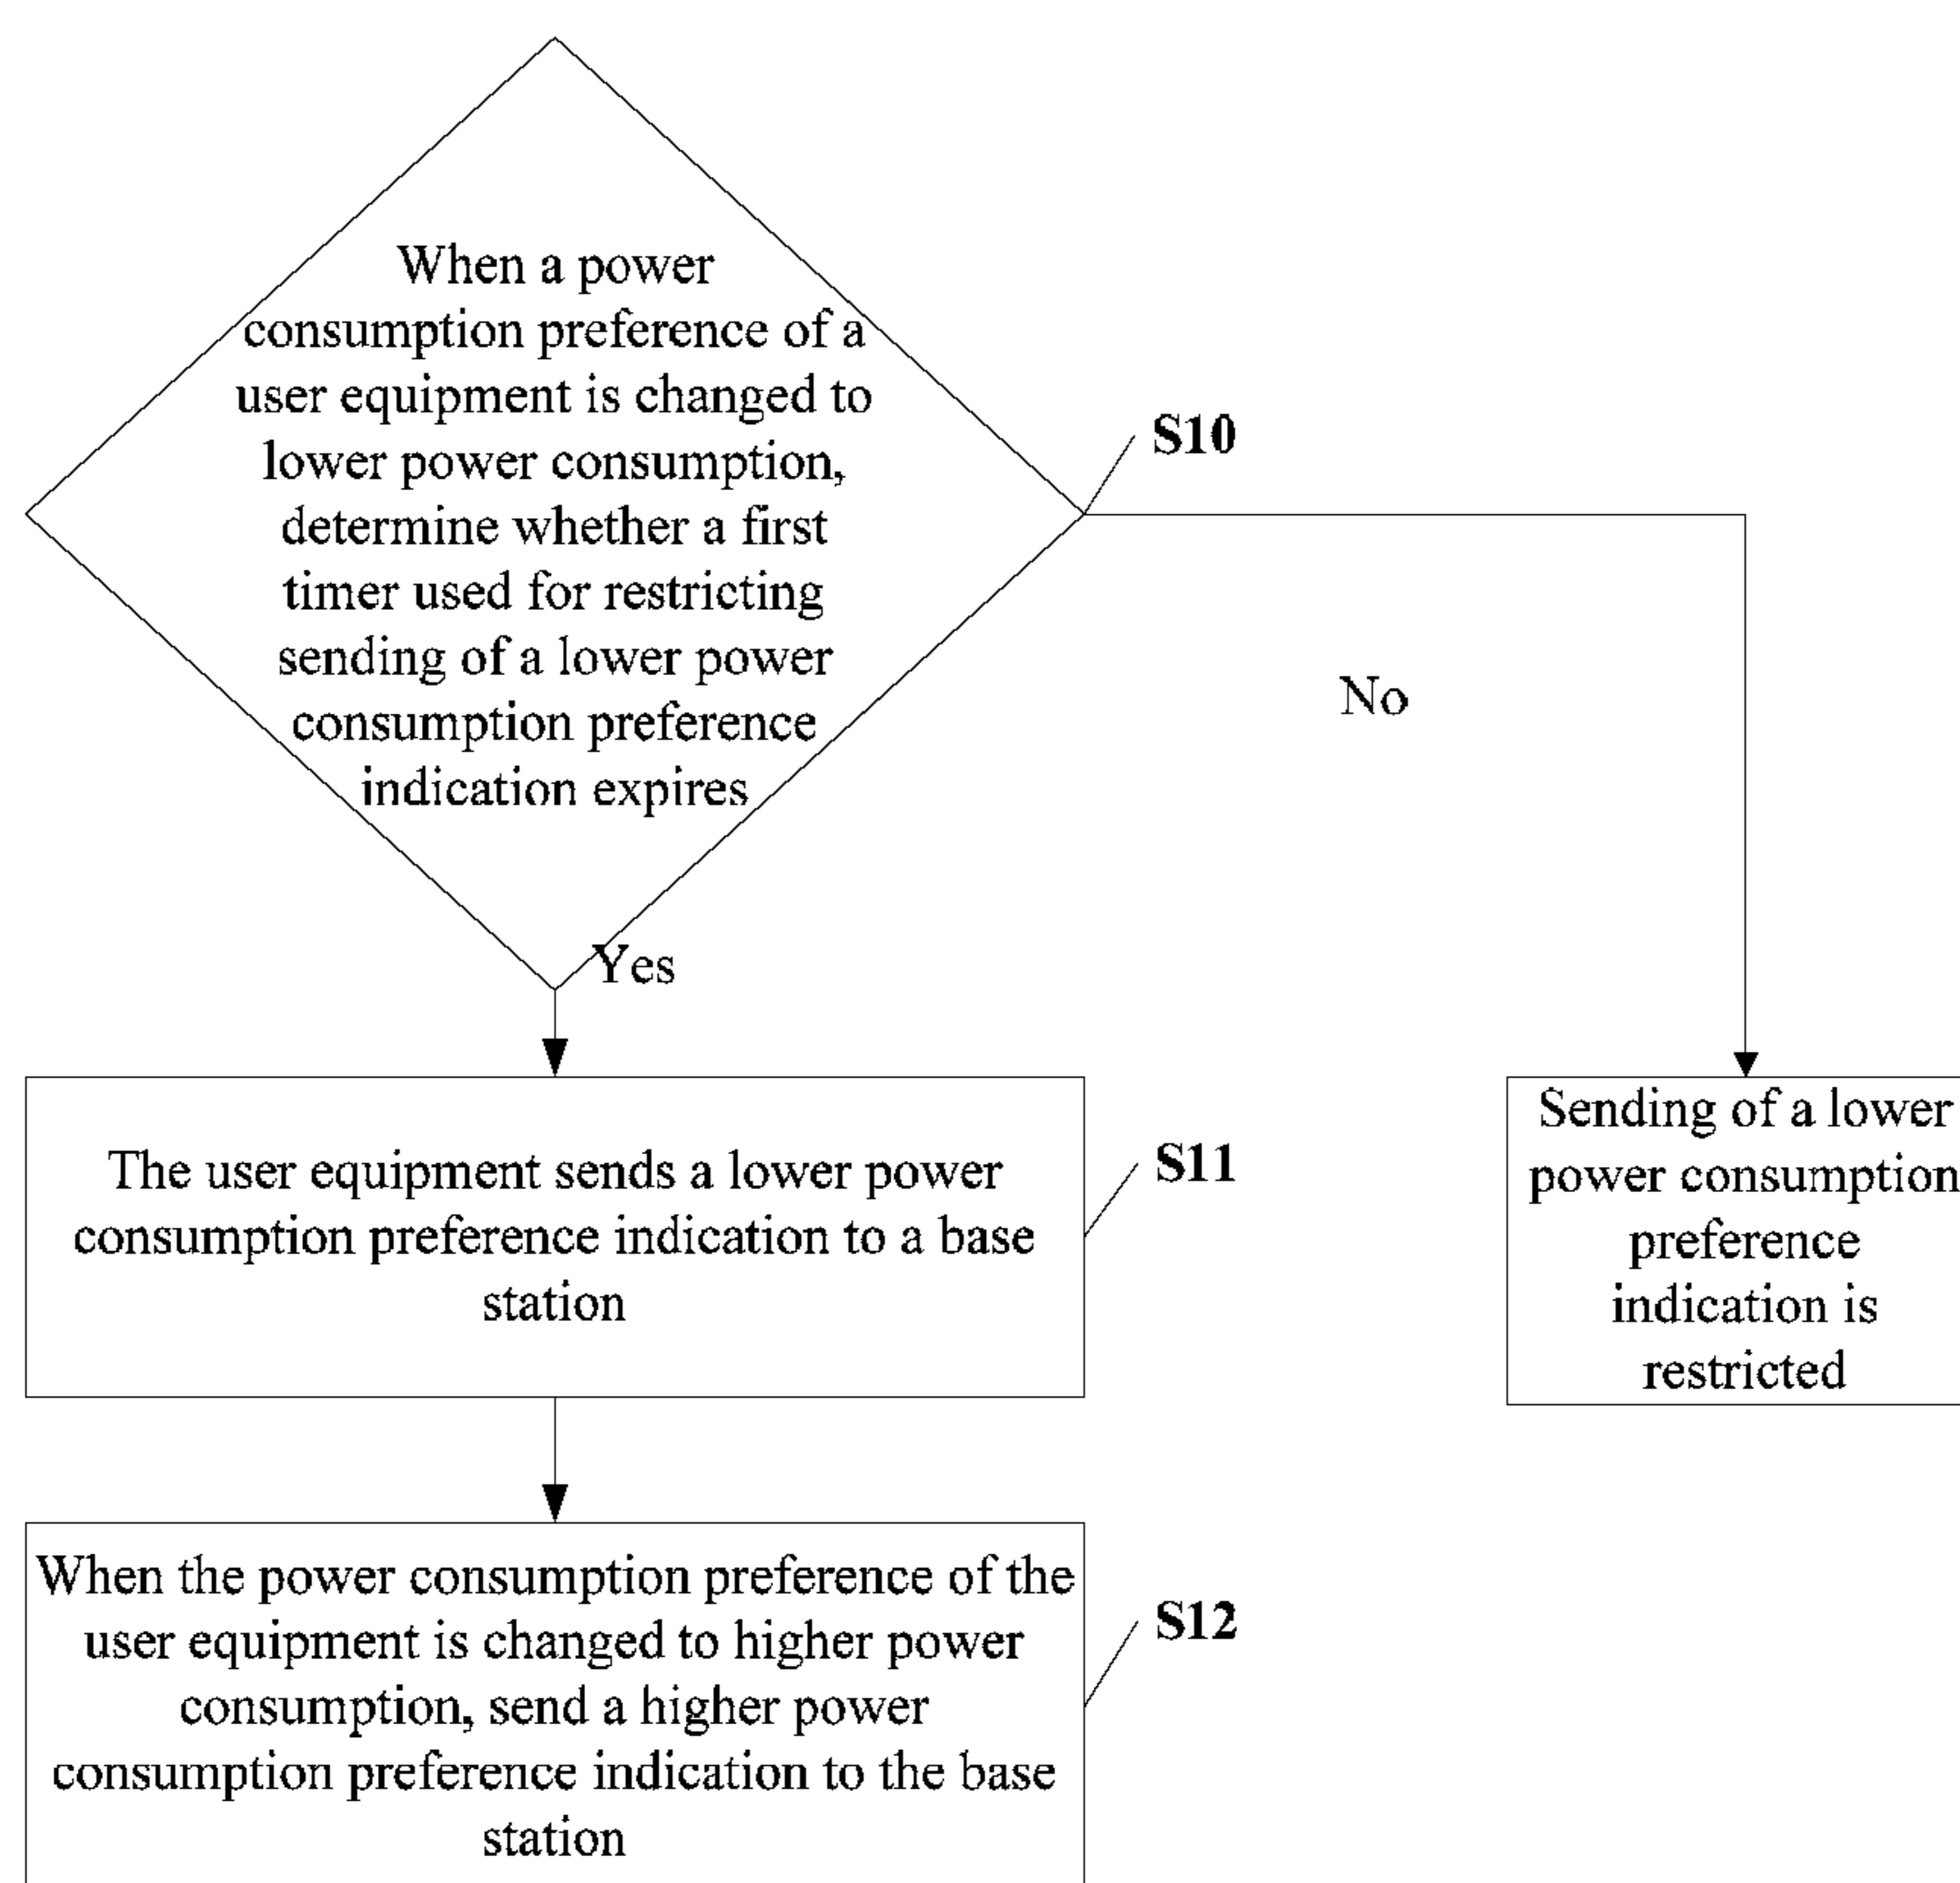 When a power
consumption preference of a
user equipment is changed to
lower power consumption,
determine whether a first
timer used for restricting
sending of a lower power
consumption preference
indication expires
S10
No
Yes
The user equipment sends a lower power
consumption preference indication to a base
station
S11
Sending of a lower
power consumption
preference
indication is
restricted
When the power consumption preference of the
user equipment is changed to higher power
consumption, send a higher power
consumption preference indication to the base
station
S12